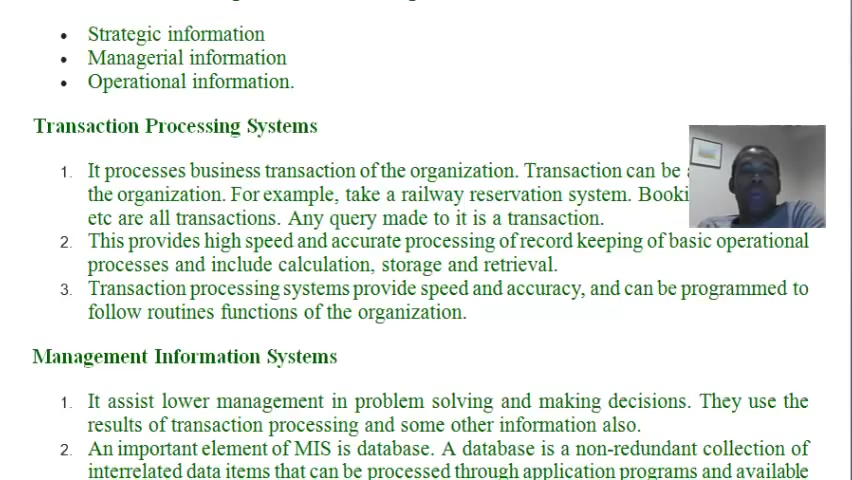 Strategic information
Managerial information
Operational information.
Transaction Processing Systems
1. It processes business transaction of the organization. Transaction can be
the organization. For example, take a railway reservation system.
etc are all transactions. Any query made to it is a transaction.
2. This provides high speed and accurate processing of record keeping of basic operational
processes and include calculation, storage and retrieval.
3. Transaction processing systems provide speed and accuracy, and can be programmed to
follow routines functions of the organization.
Management Information Systems
1. It assist lower management in problem solving and making decisions. They use the
results of transaction processing and some other information also.
2. An important element of MIS is database. A database is a non-redundant collection of
interrelated data items that can be processed through application programs and available